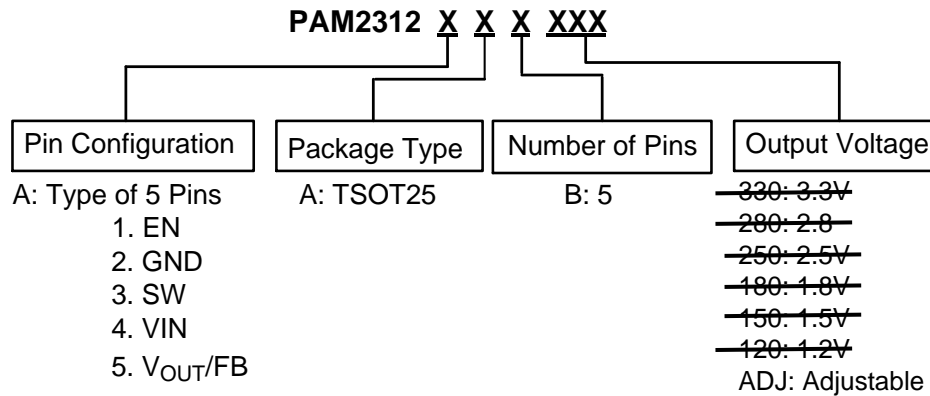 PAM2312 X X X XXX
Pin Configuration
Package Type
Number of Pins
Output Voltage
A: Type of 5 Pins
1. EN
2. GND
3. SW
4. VIN
5. VOUT/FB
A: TSOT25
B: 5
330: 3.3V
280: 2.8
250: 2.5V
180: 1.8V
150: 1.5V
120: 1.2V
ADJ: Adjustable